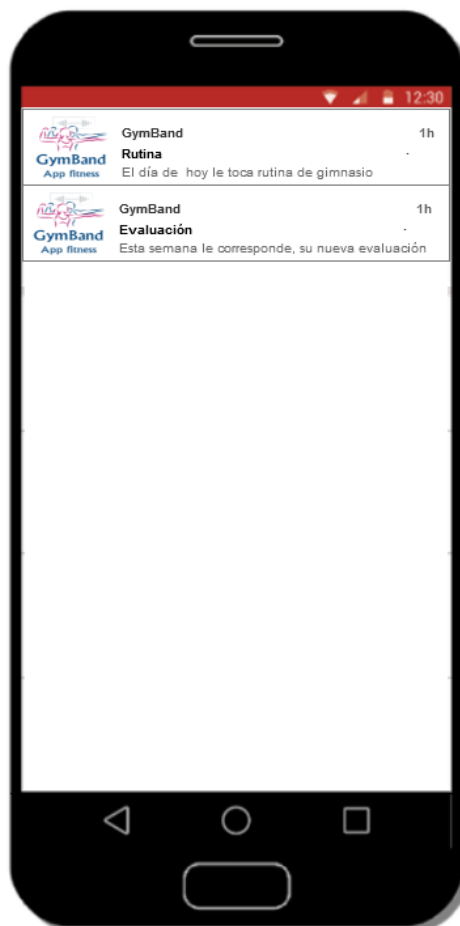 12:30
GymBand 1h
Rutina
El día de hoy le toca rutina de gimnasio
GymBand
App fitness
GymBand 1h
Evaluación
Esta semana le corresponde, su nueva evaluación
GymBand
App fitness